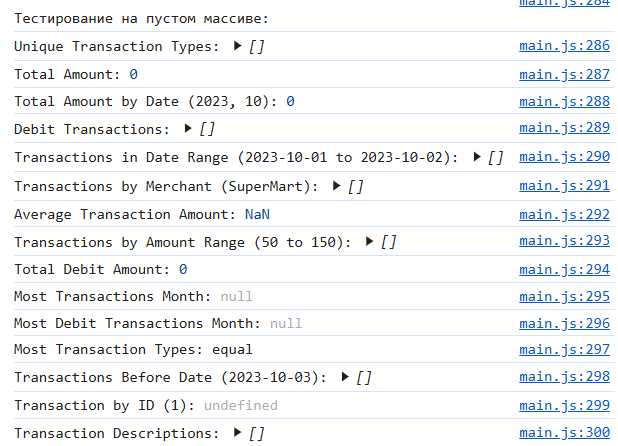 main.js:284
Тестирование на пустом массиве:
Unique Transaction Types: ▶ [] main.js:286
Total Amount: 0 main.js:287
Total Amount by Date (2023, 10): 0 main.js:288
Debit Transactions: ▶ [] main.js:289
Transactions in Date Range (2023-10-01 to 2023-10-02): ▶ [] main.js:290
Transactions by Merchant (SuperMart): ▶ [] main.js:291
Average Transaction Amount: NaN main.js:292
Transactions by Amount Range (50 to 150): ▶ [] main.js:293
Total Debit Amount: 0 main.js:294
Most Transactions Month: null main.js:295
Most Debit Transactions Month: null main.js:296
Most Transaction Types: equal main.js:297
Transactions Before Date (2023-10-03): ▶ [] main.js:298
Transaction by ID (1): undefined main.js:299
Transaction Descriptions: ▶ [] main.js:300